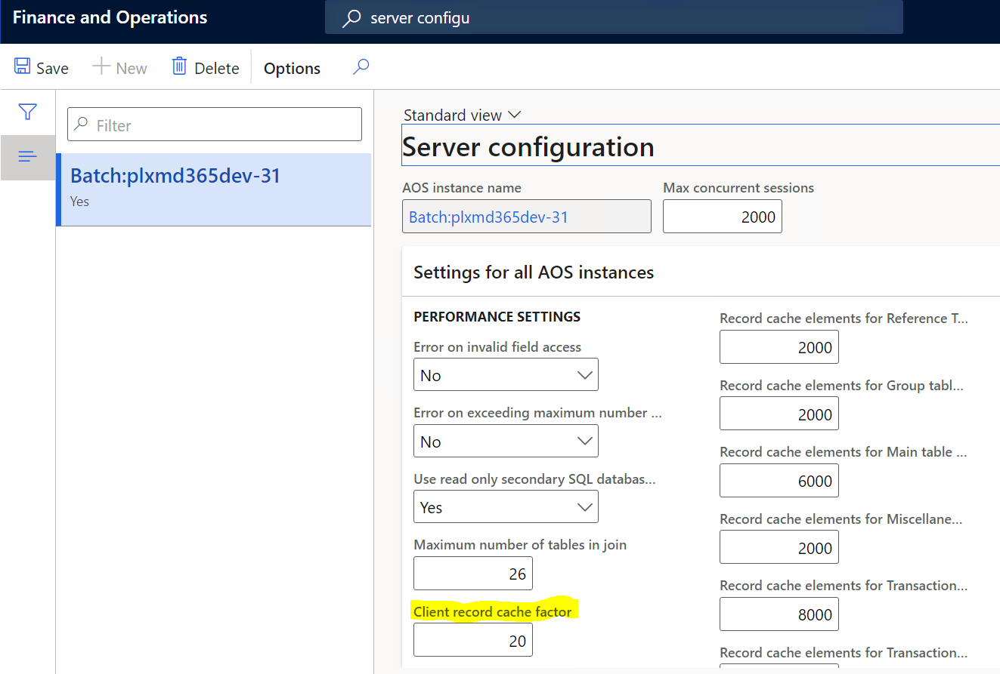 Finance and Operations
server configu
Save
New
Delete
Options
Filter
Batch:plxmd365dev-31
Yes
Standard view
Server configuration
AOS instance name
Batch:plxmd365dev-31
Max concurrent sessions
2000
Settings for all AOS instances
PERFORMANCE SETTINGS
Error on invalid field access
No
Error on exceeding maximum number ...
No
Use read only secondary SQL databas...
Yes
Maximum number of tables in join
26
Client record cache factor
20
Record cache elements for Reference T...
2000
Record cache elements for Group tabl...
2000
Record cache elements for Main table ...
6000
Record cache elements for Miscellane...
2000
Record cache elements for Transaction...
8000
Record cache elements for Transaction...